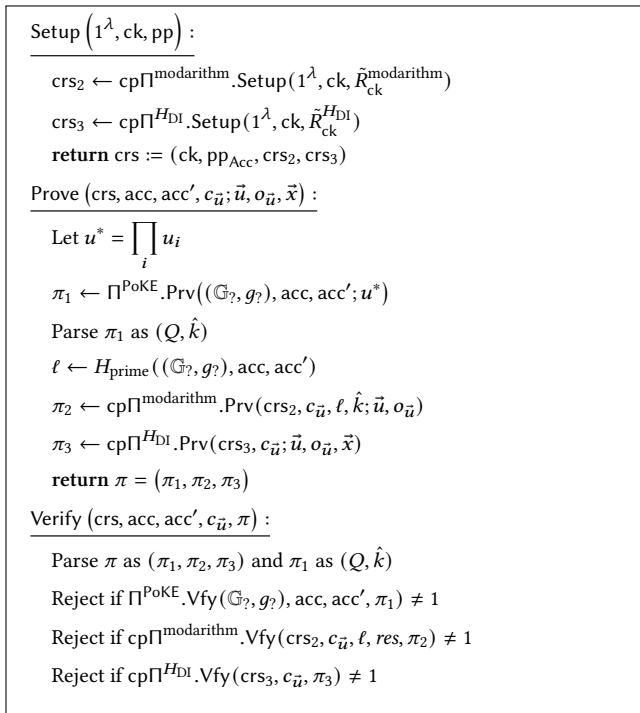 Setup (1^λ, ck, pp) :
crs₂ ← cpΠ^modarithm.Setup(1^λ, ck, R̃_ck^modarithm)
crs₃ ← cpΠ^{H_DI}.Setup(1^λ, ck, R̃_ck^{H_DI})
return crs := (ck, pp_Acc, crs₂, crs₃)
Prove (crs, acc, acc′, c_u⃗; u⃗, o_u⃗, x⃗) :
Let u* = ∏_i u_i
π₁ ← Π^PoKE.Prv((𝔾_?, g_?), acc, acc′; u*)
Parse π₁ as (Q, k̂)
ℓ ← H_prime((𝔾_?, g_?), acc, acc′)
π₂ ← cpΠ^modarithm.Prv(crs₂, c_u⃗, ℓ, k̂; u⃗, o_u⃗)
π₃ ← cpΠ^{H_DI}.Prv(crs₃, c_u⃗; u⃗, o_u⃗, x⃗)
return π = (π₁, π₂, π₃)
Verify (crs, acc, acc′, c_u⃗, π) :
Parse π as (π₁, π₂, π₃) and π₁ as (Q, k̂)
Reject if Π^PoKE.Vfy(𝔾_?, g_?), acc, acc′, π₁) ≠ 1
Reject if cpΠ^modarithm.Vfy(crs₂, c_u⃗, ℓ, res, π₂) ≠ 1
Reject if cpΠ^{H_DI}.Vfy(crs₃, c_u⃗, π₃) ≠ 1